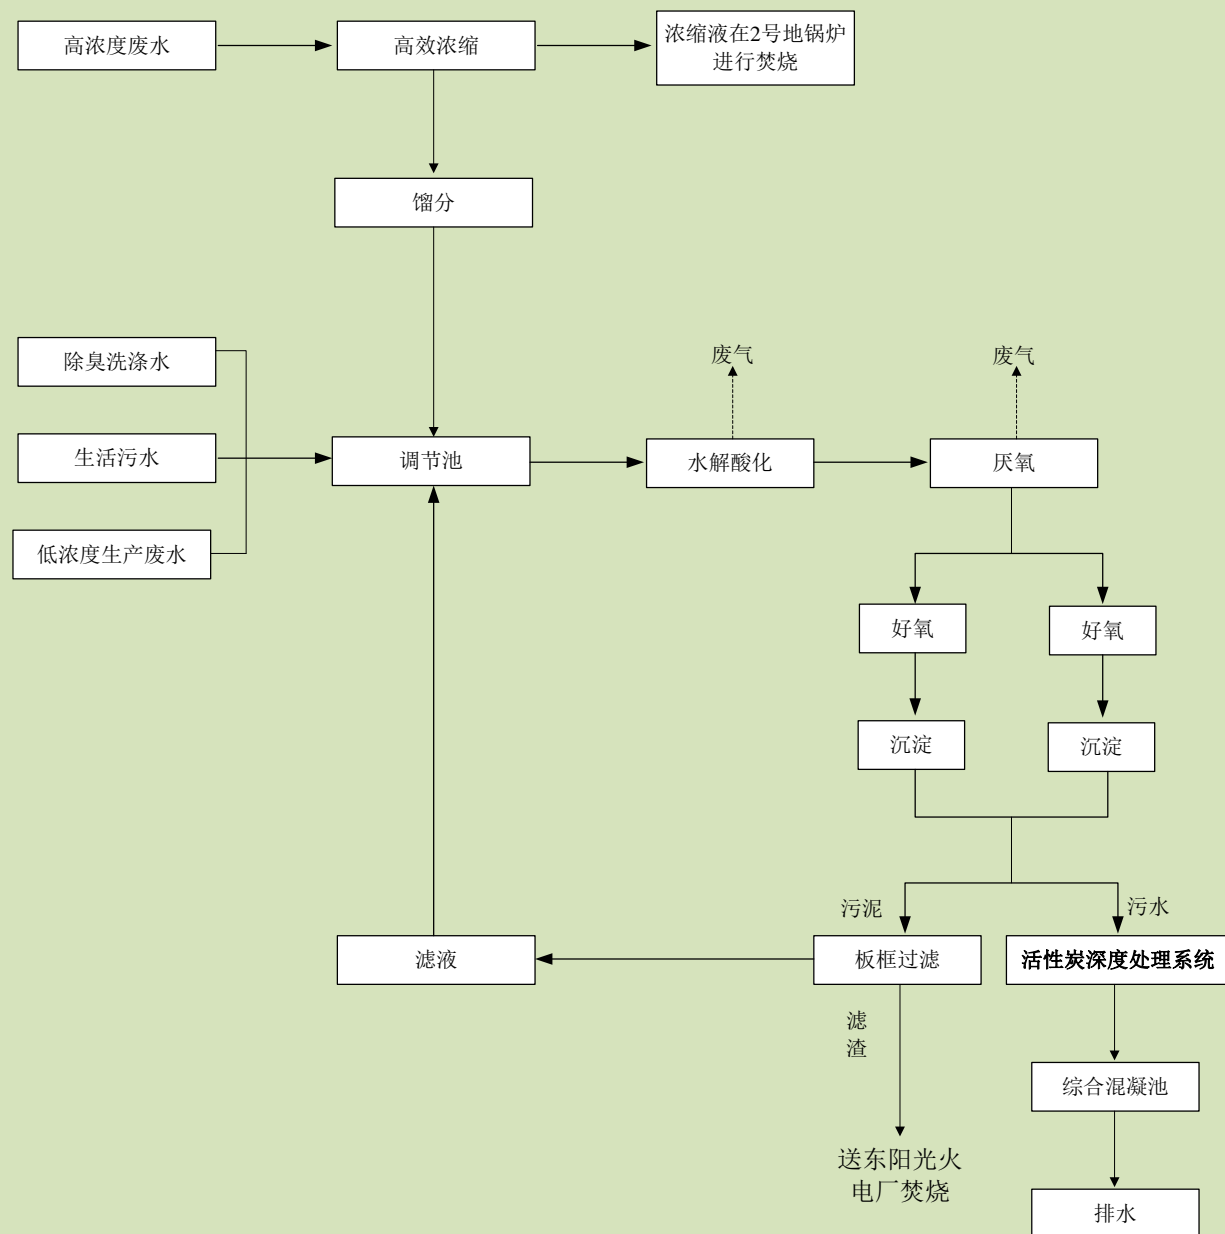 高浓度废水
高效浓缩
浓缩液在2号地锅炉
进行焚烧
馏分
除臭洗涤水
废气
废气
生活污水
调节池
水解酸化
厌氧
低浓度生产废水
好氧
好氧
沉淀
沉淀
污泥
污水
滤液
板框过滤
活性炭深度处理系统
滤
渣
综合混凝池
送东阳光火
电厂焚烧
排水